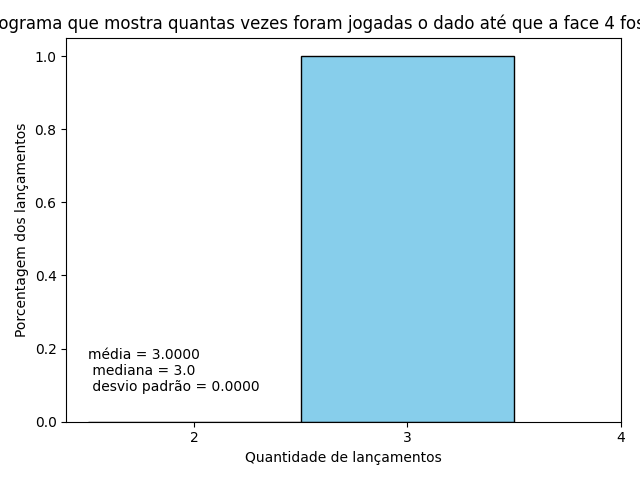 ograma que mostra quantas vezes foram jogadas o dado até que a face 4 fos
1.0
0.8
0.6
0.4
0.2
0.0
Porcentagem dos lançamentos
média = 3.0000
mediana = 3.0
desvio padrão = 0.0000
2 3 4
Quantidade de lançamentos